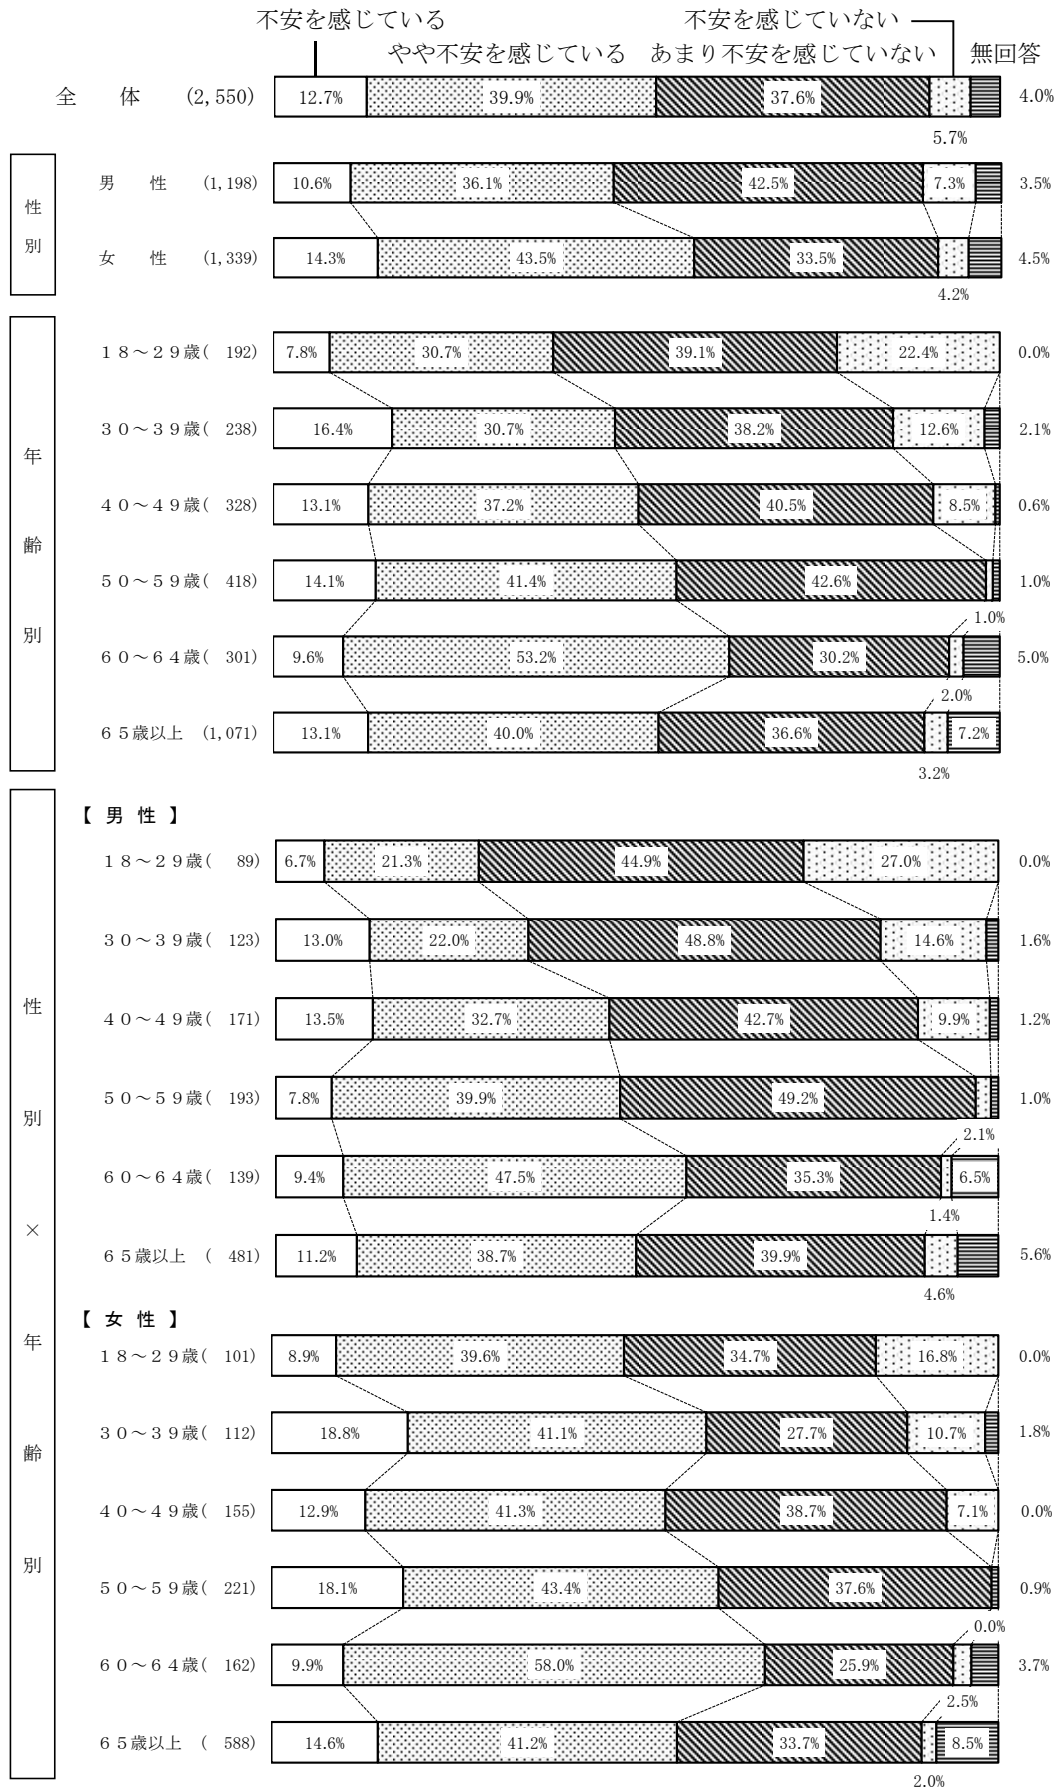 不安を感じている 不安を感じていない
やや不安を感じている あまり不安を感じていない 無回答
全 体 (2,550) 12.7% 39.9% 37.6% 4.0%
5.7%
性別
男 性 (1,198) 10.6% 36.1% 42.5% 7.3% 3.5%
女 性 (1,339) 14.3% 43.5% 33.5% 4.5%
4.2%
年齢別
18～29歳( 192) 7.8% 30.7% 39.1% 22.4% 0.0%
30～39歳( 238) 16.4% 30.7% 38.2% 12.6% 2.1%
40～49歳( 328) 13.1% 37.2% 40.5% 8.5% 0.6%
50～59歳( 418) 14.1% 41.4% 42.6% 1.0%
1.0%
60～64歳( 301) 9.6% 53.2% 30.2% 5.0%
2.0%
65歳以上 (1,071) 13.1% 40.0% 36.6% 7.2%
3.2%
性別×年齢別
【 男 性 】
18～29歳( 89) 6.7% 21.3% 44.9% 27.0% 0.0%
30～39歳( 123) 13.0% 22.0% 48.8% 14.6% 1.6%
40～49歳( 171) 13.5% 32.7% 42.7% 9.9% 1.2%
50～59歳( 193) 7.8% 39.9% 49.2% 1.0%
2.1%
60～64歳( 139) 9.4% 47.5% 35.3% 6.5%
1.4%
65歳以上 ( 481) 11.2% 38.7% 39.9% 5.6%
4.6%
【 女 性 】
18～29歳( 101) 8.9% 39.6% 34.7% 16.8% 0.0%
30～39歳( 112) 18.8% 41.1% 27.7% 10.7% 1.8%
40～49歳( 155) 12.9% 41.3% 38.7% 7.1% 0.0%
50～59歳( 221) 18.1% 43.4% 37.6% 0.9%
0.0%
60～64歳( 162) 9.9% 58.0% 25.9% 3.7%
2.5%
65歳以上 ( 588) 14.6% 41.2% 33.7% 8.5%
2.0%